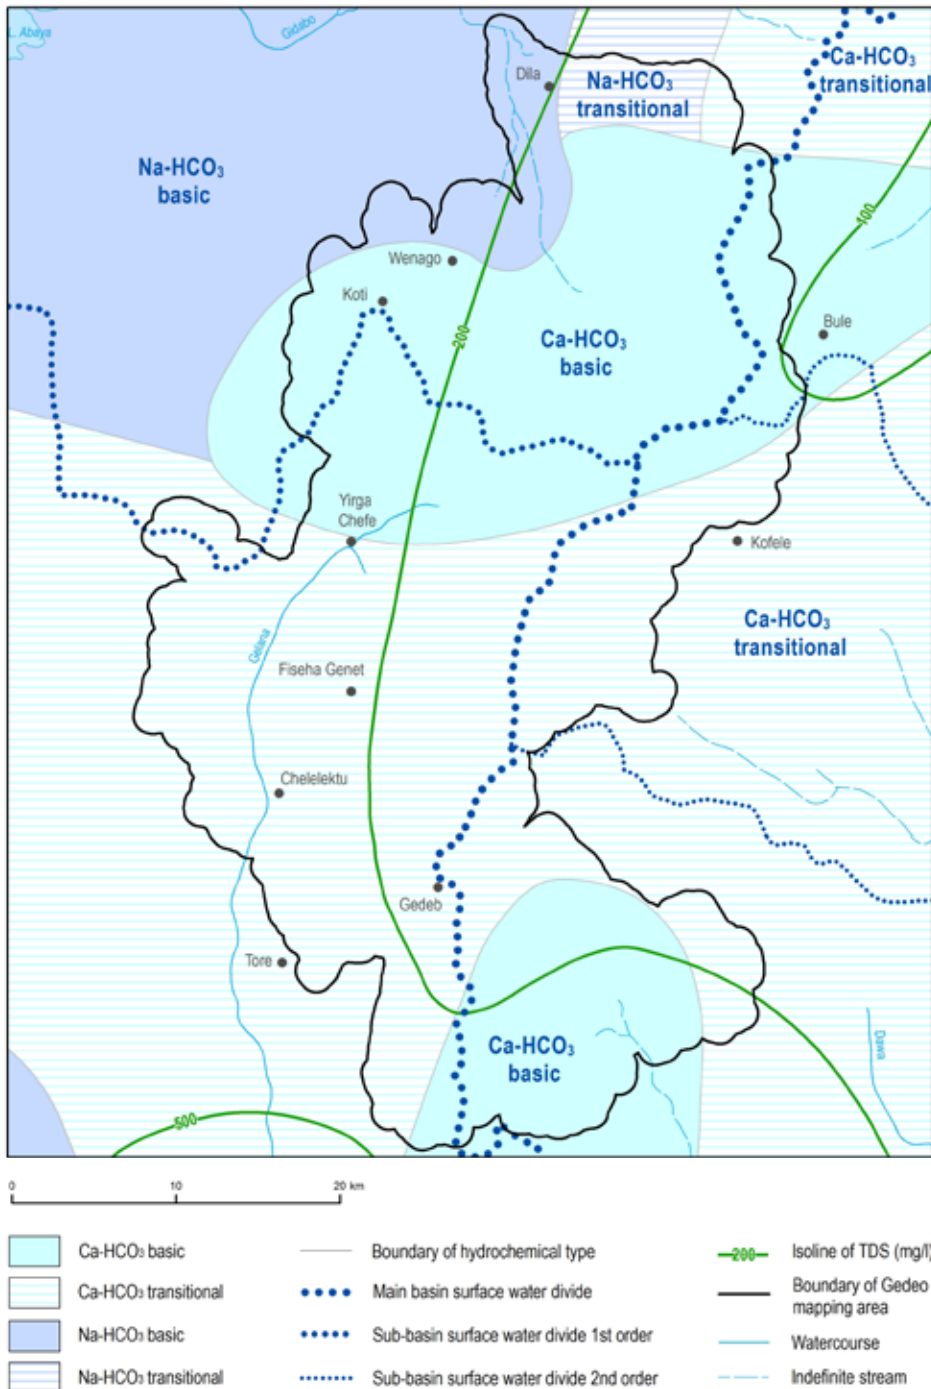 L. Abaya
Gidabo
Dila
Na-HCO₃
transitional
Ca-HCO₃
transitional
Na-HCO₃
basic
100
Wenago
Koti
200
Bule
Ca-HCO₃
basic
Yirga
Chefe
Kofele
Gelana
Ca-HCO₃
transitional
Fiseha Genet
Chelelektu
Gedeb
Tore
Ca-HCO₃
basic
Dawa
500
0 10 20 km
Ca-HCO₃ basic
Ca-HCO₃ transitional
Na-HCO₃ basic
Na-HCO₃ transitional
Boundary of hydrochemical type
Main basin surface water divide
Sub-basin surface water divide 1st order
Sub-basin surface water divide 2nd order
200 Isoline of TDS (mg/l)
Boundary of Gedeo
mapping area
Watercourse
Indefinite stream